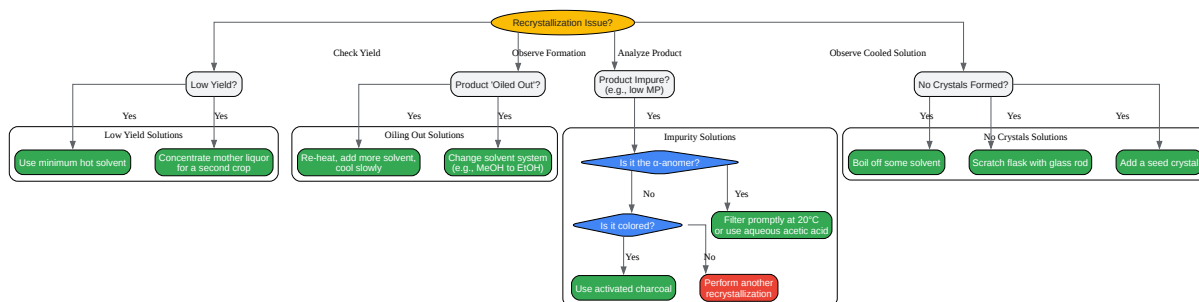 Recrystallization Issue?
Check Yield
Observe Formation
Analyze Product
Observe Cooled Solution
Low Yield?
Product 'Oiled Out'?
Product Impure?
(e.g., low MP)
No Crystals Formed?
Yes
Yes
Yes
Yes
Yes
Yes
Yes
Yes
Low Yield Solutions
Oiling Out Solutions
Impurity Solutions
No Crystals Solutions
Use minimum hot solvent
Concentrate mother liquor
for a second crop
Re-heat, add more solvent,
cool slowly
Change solvent system
(e.g., MeOH to EtOH)
Is it the α-anomer?
Boil off some solvent
Scratch flask with glass rod
Add a seed crystal
No
Yes
Is it colored?
Filter promptly at 20°C
or use aqueous acetic acid
Yes
No
Use activated charcoal
Perform another
recrystallization